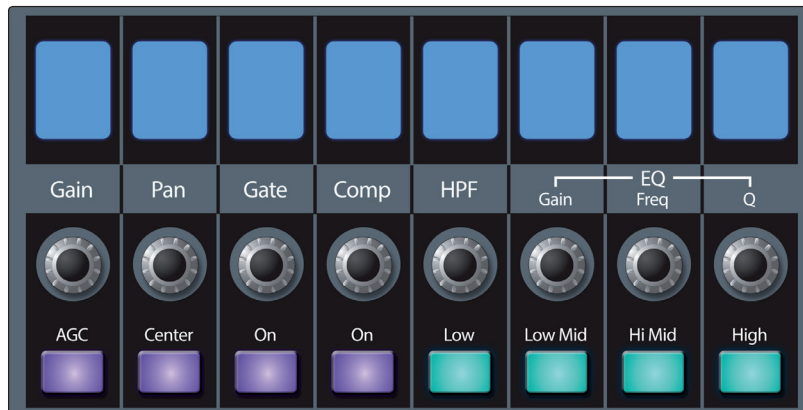 Gain Pan Gate Comp HPF EQ
Gain Freq Q
AGC Center On On Low Low Mid Hi Mid High